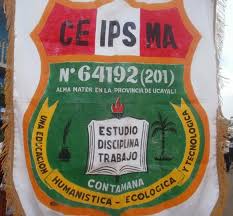 CE IPS MA
Nº 64192 (201)
ALMA MATER EN LA PROVINCIA DE UCAYALI
ESTUDIO
DISCIPLINA
TRABAJO
CONTAMANA
UNA EDUCACION HUMANISTICA - ECOLOGICA Y TECNOLOGICA